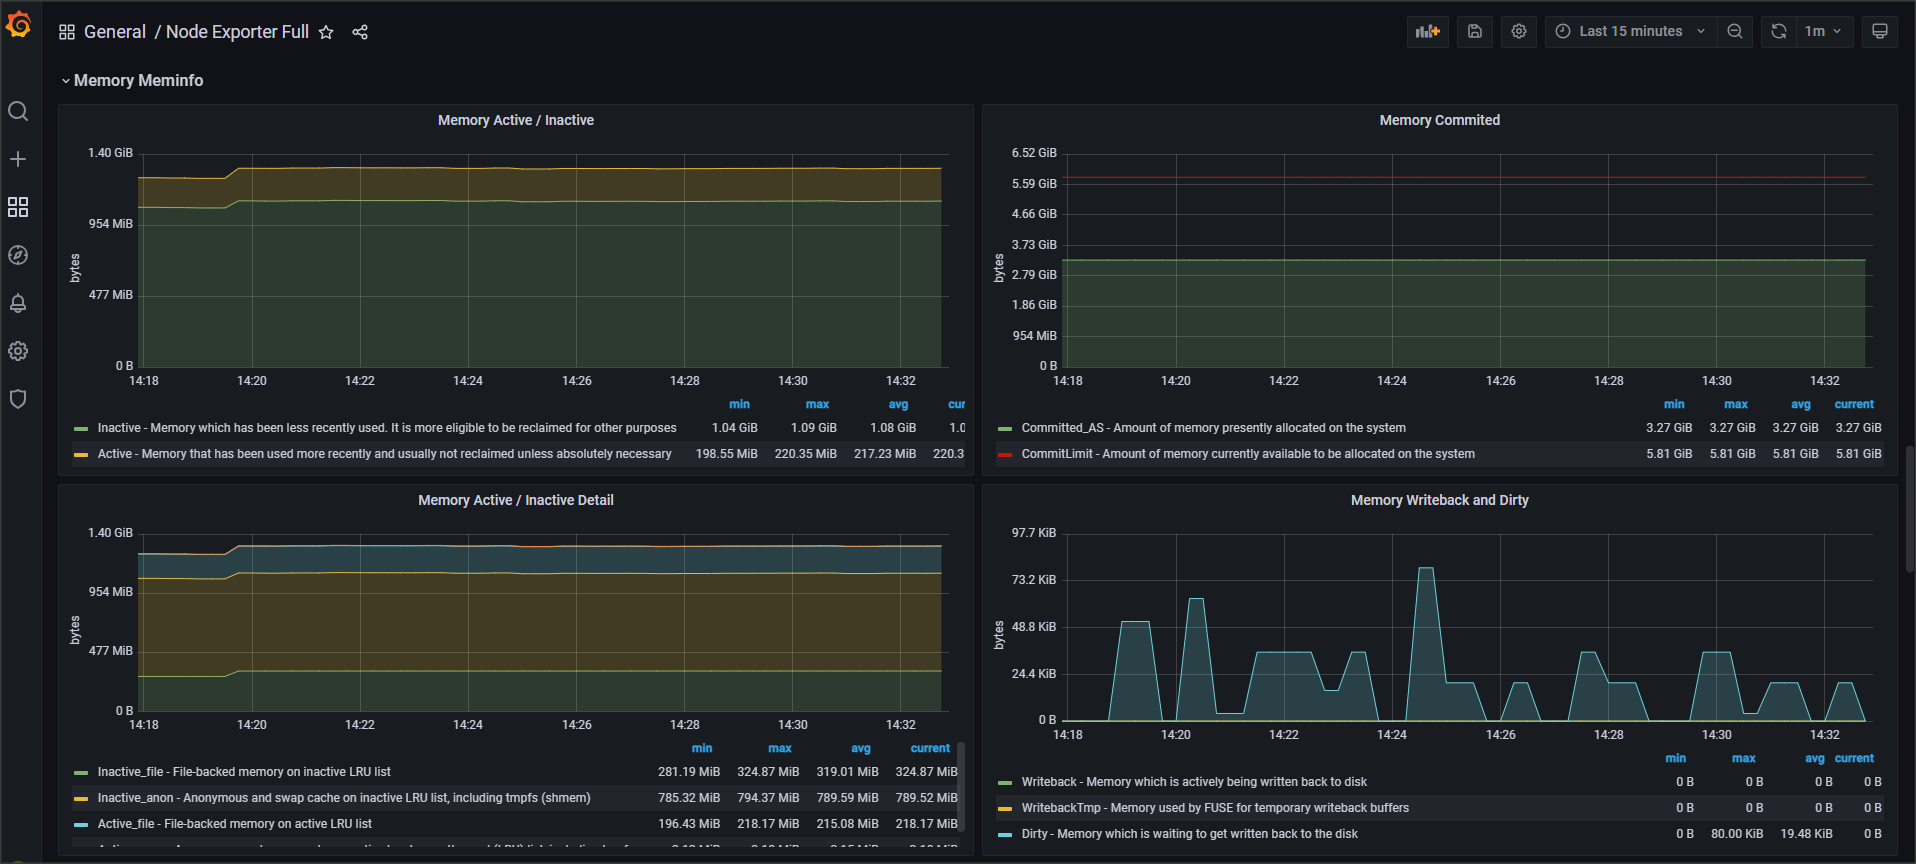 General / Node Exporter Full
Last 15 minutes
1m
Memory Meminfo
Memory Active / Inactive
1.40 GiB
954 MiB
477 MiB
0 B
bytes
14:18 14:20 14:22 14:24 14:26 14:28 14:30 14:32
min max avg cur
Inactive - Memory which has been less recently used. It is more eligible to be reclaimed for other purposes 1.04 GiB 1.09 GiB 1.08 GiB 1.0
Active - Memory that has been used more recently and usually not reclaimed unless absolutely necessary 198.55 MiB 220.35 MiB 217.23 MiB 220.3
Memory Commited
6.52 GiB
5.59 GiB
4.66 GiB
3.73 GiB
2.79 GiB
1.86 GiB
954 MiB
0 B
bytes
14:18 14:20 14:22 14:24 14:26 14:28 14:30 14:32
min max avg current
Committed_AS - Amount of memory presently allocated on the system 3.27 GiB 3.27 GiB 3.27 GiB 3.27 GiB
CommitLimit - Amount of memory currently available to be allocated on the system 5.81 GiB 5.81 GiB 5.81 GiB 5.81 GiB
Memory Active / Inactive Detail
1.40 GiB
954 MiB
477 MiB
0 B
bytes
14:18 14:20 14:22 14:24 14:26 14:28 14:30 14:32
min max avg current
Inactive_file - File-backed memory on inactive LRU list 281.19 MiB 324.87 MiB 319.01 MiB 324.87 MiB
Inactive_anon - Anonymous and swap cache on inactive LRU list, including tmpfs (shmem) 785.32 MiB 794.37 MiB 789.59 MiB 789.52 MiB
Active_file - File-backed memory on active LRU list 196.43 MiB 218.17 MiB 215.08 MiB 218.17 MiB
Memory Writeback and Dirty
97.7 KiB
73.2 KiB
48.8 KiB
24.4 KiB
0 B
bytes
14:18 14:20 14:22 14:24 14:26 14:28 14:30 14:32
min max avg current
Writeback - Memory which is actively being written back to disk 0 B 0 B 0 B 0 B
WritebackTmp - Memory used by FUSE for temporary writeback buffers 0 B 0 B 0 B 0 B
Dirty - Memory which is waiting to get written back to the disk 0 B 80.00 KiB 19.48 KiB 0 B